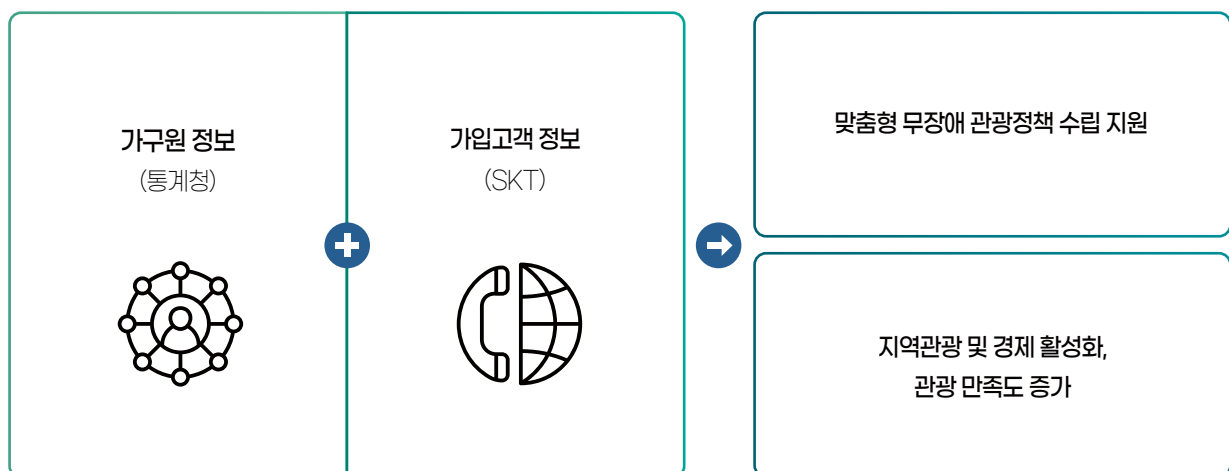 가구원 정보
(통계청)
가입고객 정보
(SKT)
맞춤형 무장애 관광정책 수립 지원
지역관광 및 경제 활성화,
관광 만족도 증가